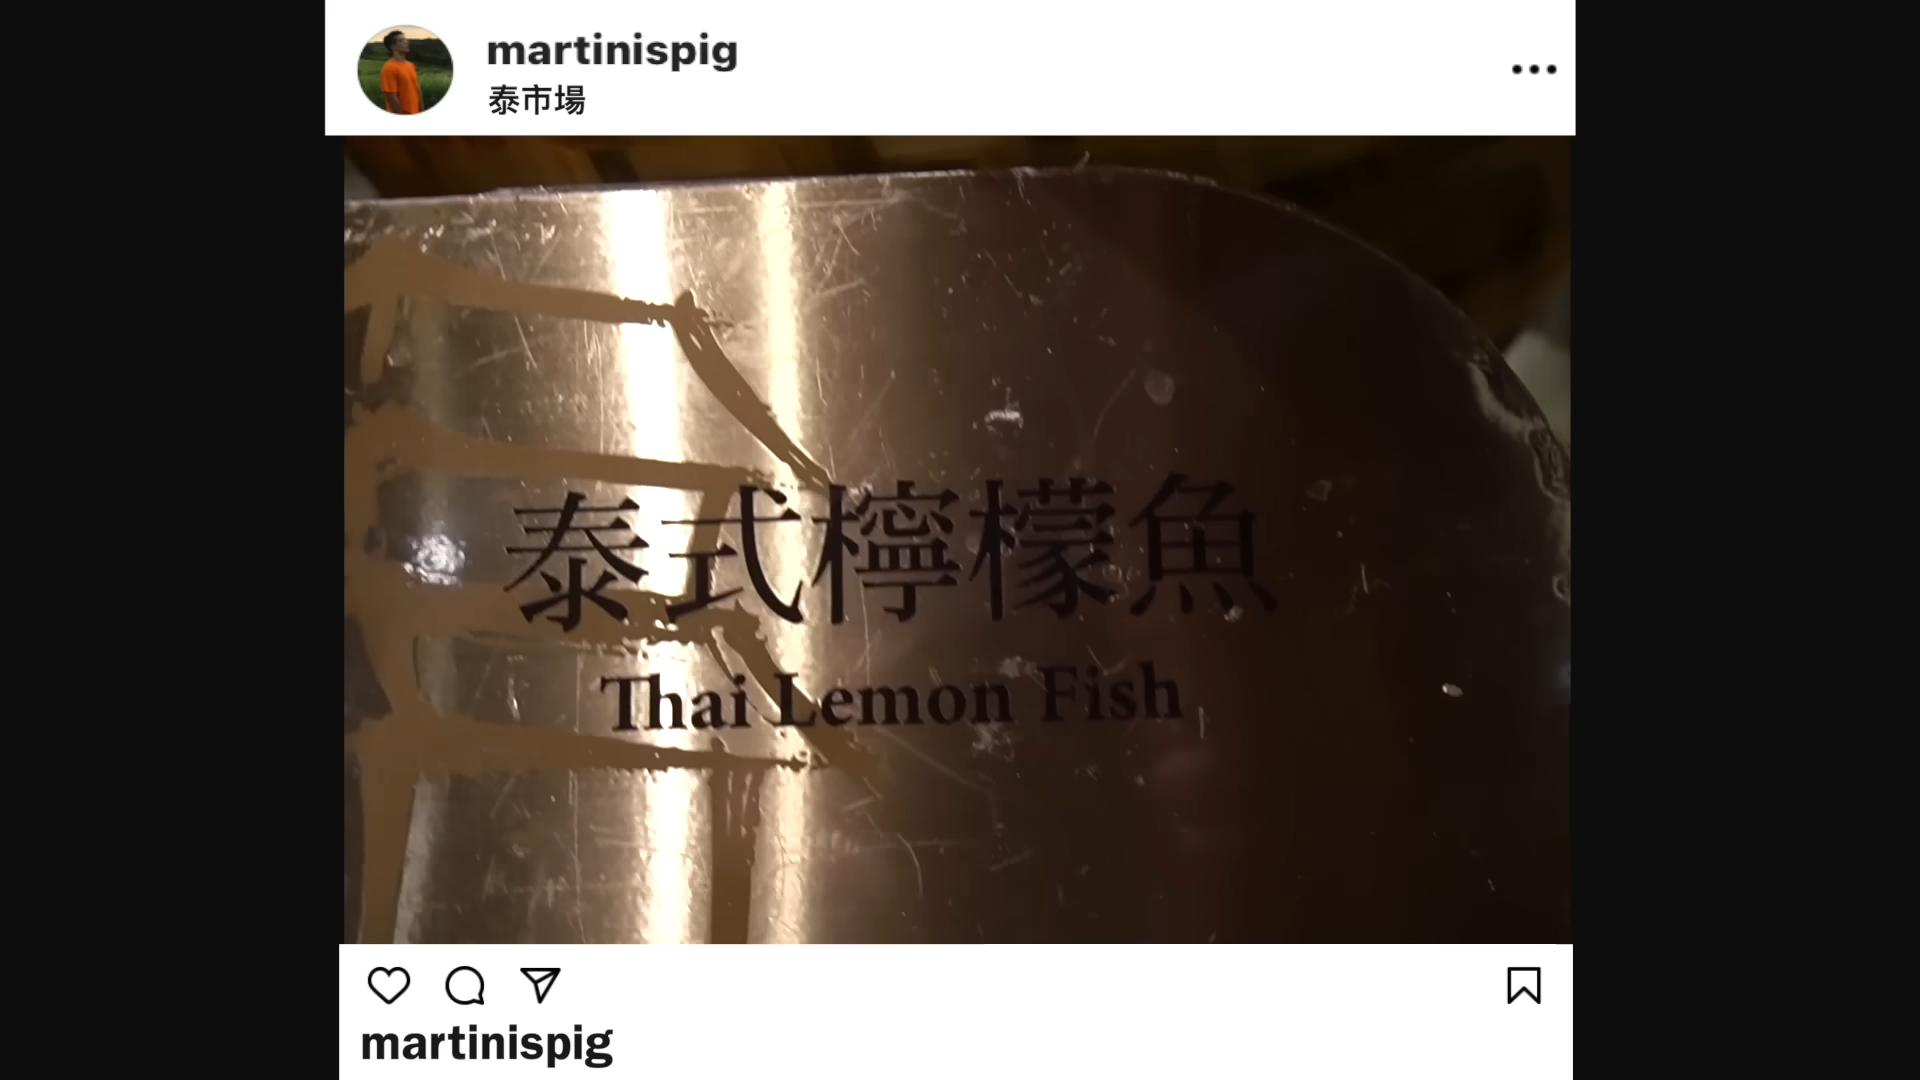 martinispig
泰市場
泰式檸檬魚
Thai Lemon Fish
martinispig